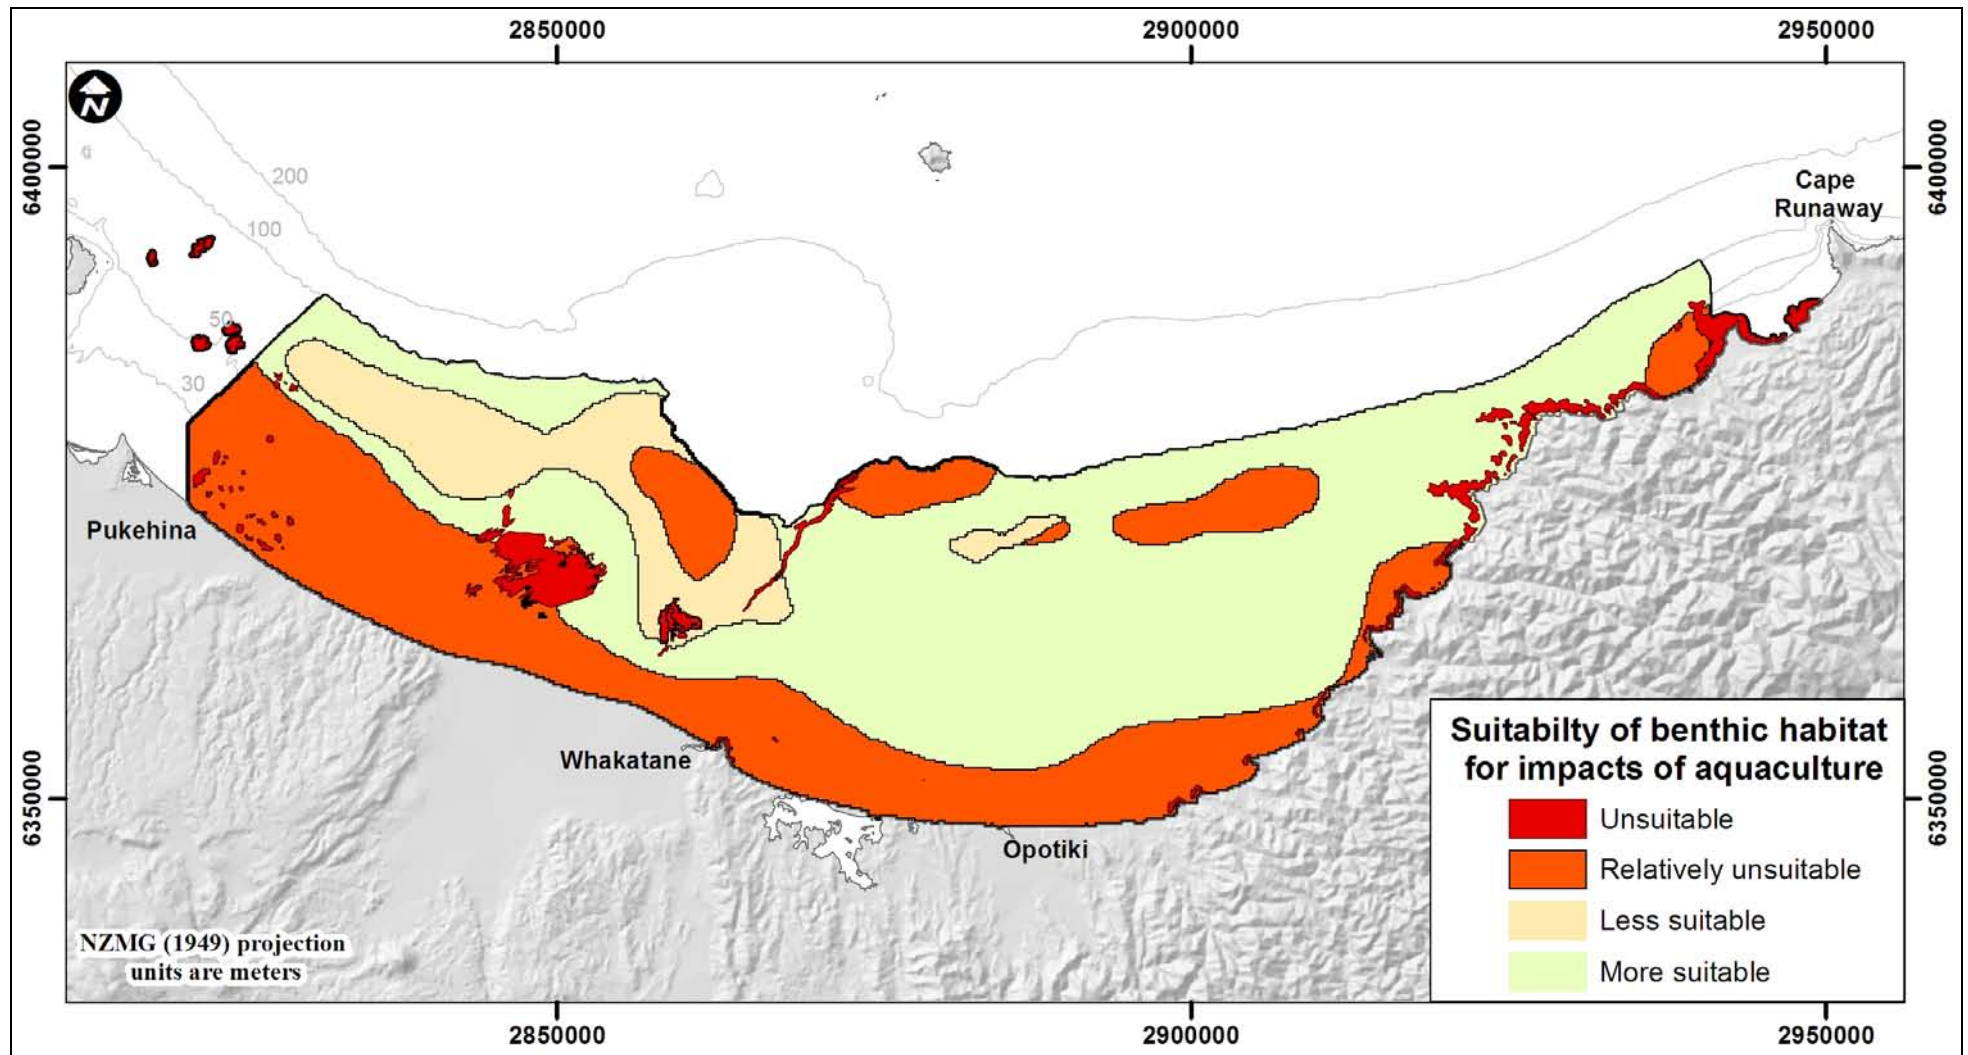 2850000
2900000
2950000
N
6400000
6400000
Cape
Runaway
200
100
50
30
Pukehina
Whakatane
Opotiki
6350000
6350000
Suitabilty of benthic habitat
for impacts of aquaculture
Unsuitable
Relatively unsuitable
Less suitable
More suitable
NZMG (1949) projection
units are meters
2850000
2900000
2950000